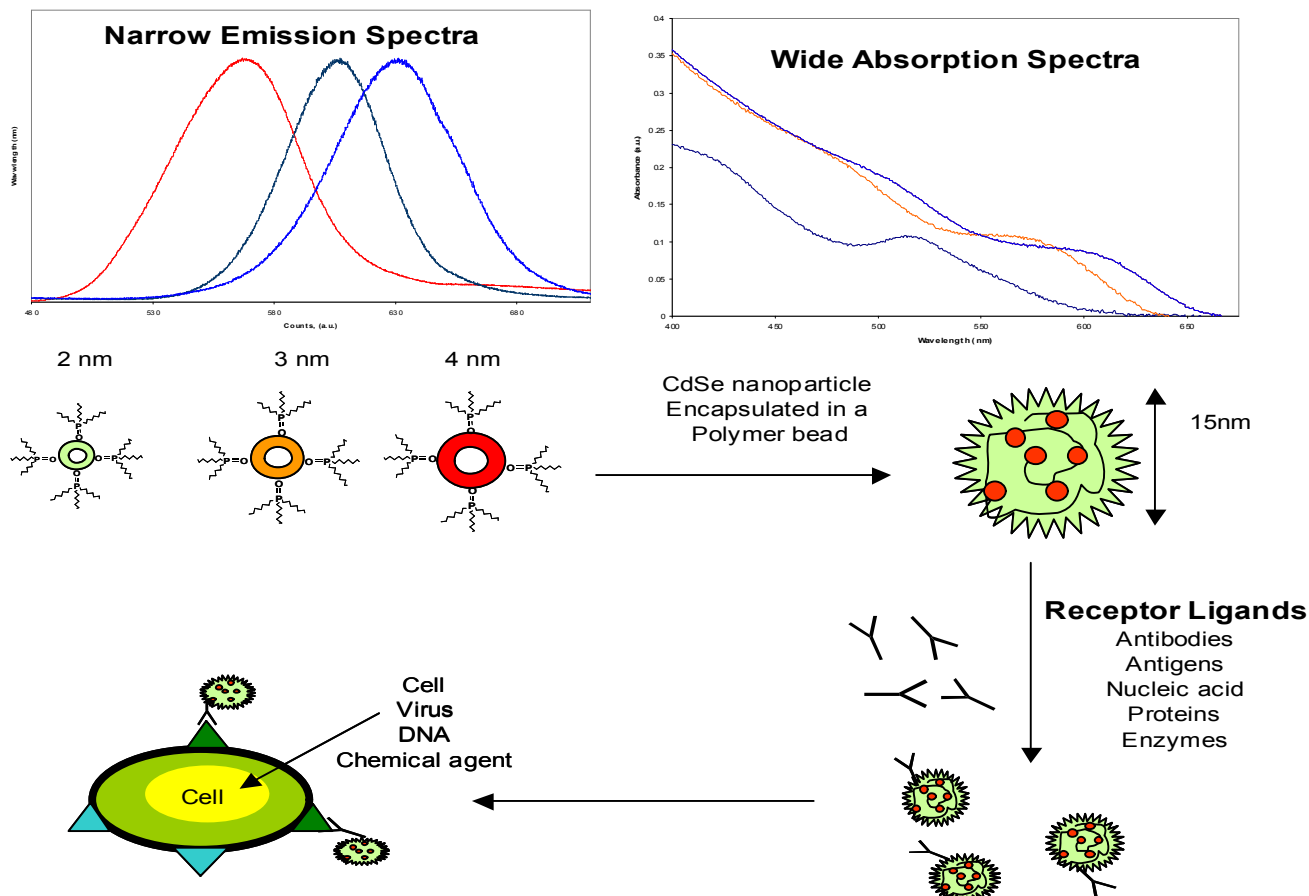 Narrow Emission Spectra
Wavelength (nm)
480
530
580
630
680
Counts, (a.u.)
Wide Absorption Spectra
Absorbance (a.u.)
0.4
0.35
0.3
0.25
0.2
0.15
0.1
0.05
0
400
450
500
550
600
650
Wavelength (nm)
2 nm
3 nm
4 nm
P
O
P=O
O=P
P
O
P
O
P=O
O=P
O
P
P
O
P=O
O=P
O
P
CdSe nanoparticle
Encapsulated in a
Polymer bead
15nm
Receptor Ligands
Antibodies
Antigens
Nucleic acid
Proteins
Enzymes
Cell
Virus
DNA
Chemical agent
Cell